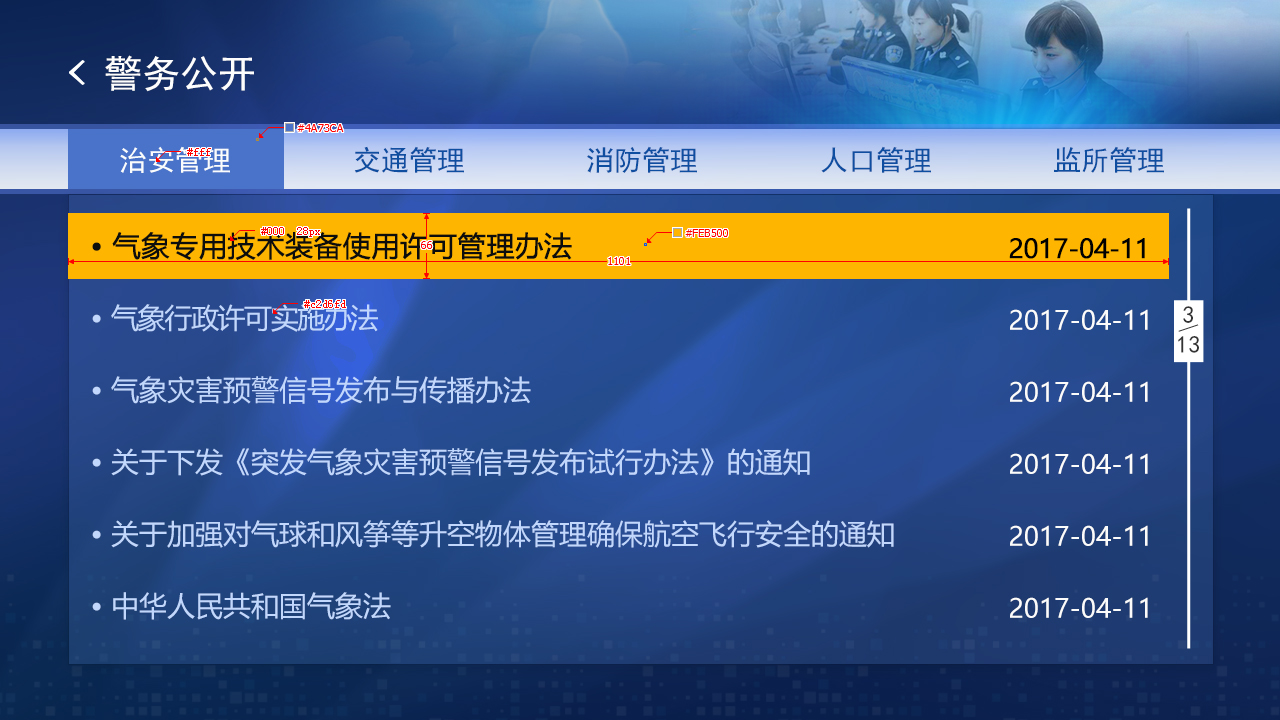 警务公开
#4A73CA
治安管理 交通管理 消防管理 人口管理 监所管理
#fff
#000 28px
#FEB500
• 气象专用技术装备使用许可管理办法 2017-04-11
66
1101
#c2d5fd
• 气象行政许可实施办法 2017-04-11
3/13
• 气象灾害预警信号发布与传播办法 2017-04-11
• 关于下发《突发气象灾害预警信号发布试行办法》的通知 2017-04-11
• 关于加强对气球和风筝等升空物体管理确保航空飞行安全的通知 2017-04-11
• 中华人民共和国气象法 2017-04-11